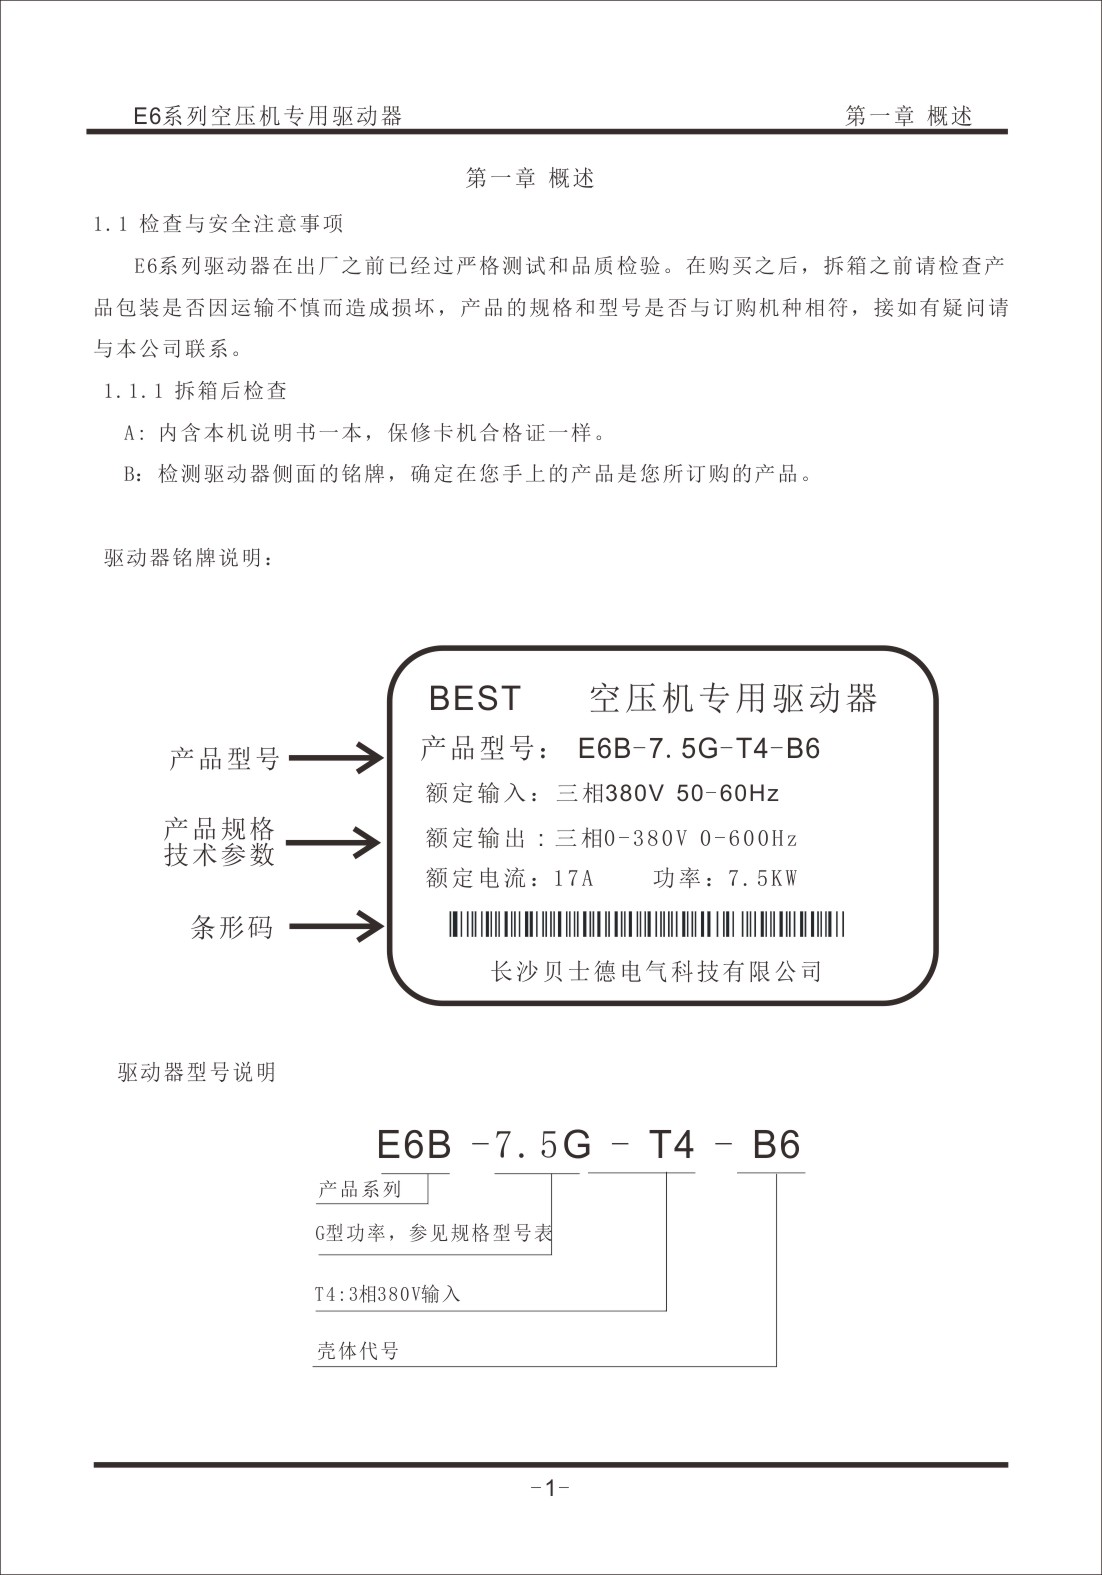 E6系列空压机专用驱动器 第一章 概述
第一章 概述
1.1 检查与安全注意事项
E6系列驱动器在出厂之前已经过严格测试和品质检验。在购买之后，拆箱之前请检查产
品包装是否因运输不慎而造成损坏，产品的规格和型号是否与订购机种相符，接如有疑问请
与本公司联系。
1.1.1 拆箱后检查
A: 内含本机说明书一本，保修卡机合格证一样。
B：检测驱动器侧面的铭牌，确定在您手上的产品是您所订购的产品。
驱动器铭牌说明：
BEST 空压机专用驱动器
产品型号
产品型号： E6B-7.5G-T4-B6
额定输入：三相380V 50-60Hz
产品规格
技术参数
额定输出：三相0-380V 0-600Hz
额定电流：17A 功率：7.5KW
条形码
长沙贝士德电气科技有限公司
驱动器型号说明
E6B -7.5G - T4 - B6
产品系列
G型功率，参见规格型号表
T4:3相380V输入
壳体代号
-1-